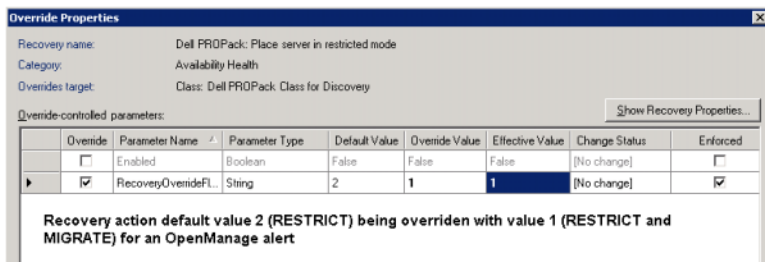 Override Properties
Recovery name: Dell PROPack: Place server in restricted mode
Category: Availability Health
Overrides target: Class: Dell PROPack Class for Discovery
Override-controlled parameters:
Show Recovery Properties...
Override Parameter Name Parameter Type Default Value Override Value Effective Value Change Status Enforced
Enabled Boolean False False False [No change]
RecoveryOverrideFl... String 2 1 1 [No change]
Recovery action default value 2 (RESTRICT) being overriden with value 1 (RESTRICT and
MIGRATE) for an OpenManage alert